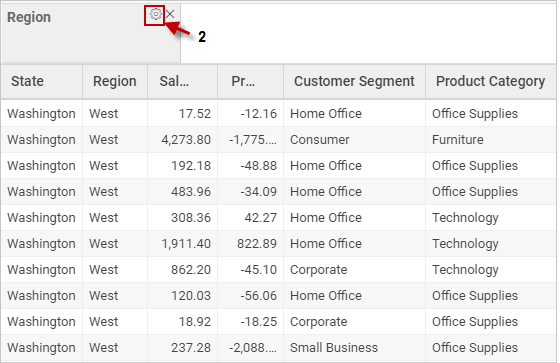 Region
2
State Region Sal... Pr... Customer Segment Product Category
Washington West 17.52 -12.16 Home Office Office Supplies
Washington West 4,273.80 -1,775.... Consumer Furniture
Washington West 192.18 -48.88 Home Office Office Supplies
Washington West 483.96 -34.09 Home Office Office Supplies
Washington West 308.36 42.27 Home Office Technology
Washington West 1,911.40 822.89 Home Office Technology
Washington West 862.20 -45.10 Corporate Technology
Washington West 120.03 -56.06 Home Office Office Supplies
Washington West 18.92 -18.25 Corporate Office Supplies
Washington West 237.28 -2,088.... Small Business Office Supplies